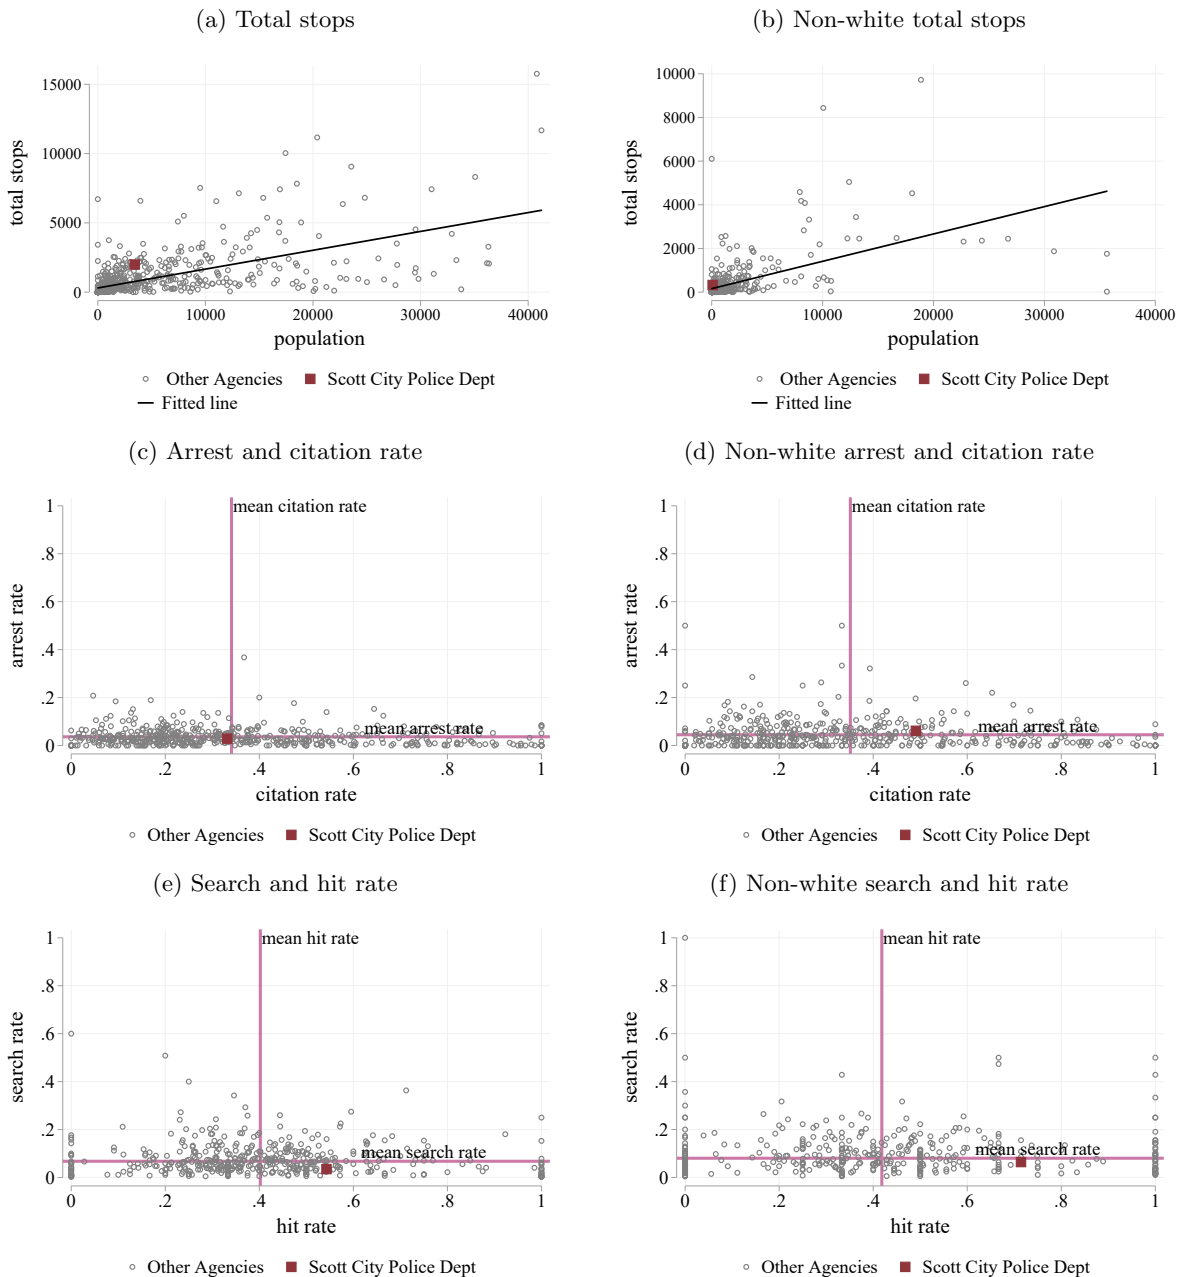 (a) Total stops
(b) Non-white total stops
total stops
15000
10000
5000
0
0 10000 20000 30000 40000
population
Other Agencies Scott City Police Dept
Fitted line
total stops
10000
8000
6000
4000
2000
0
0 10000 20000 30000 40000
population
Other Agencies Scott City Police Dept
Fitted line
(c) Arrest and citation rate
(d) Non-white arrest and citation rate
arrest rate
1
.8
.6
.4
.2
0
mean citation rate
mean arrest rate
0 .2 .4 .6 .8 1
citation rate
Other Agencies Scott City Police Dept
arrest rate
1
.8
.6
.4
.2
0
mean citation rate
mean arrest rate
0 .2 .4 .6 .8 1
citation rate
Other Agencies Scott City Police Dept
(e) Search and hit rate
(f) Non-white search and hit rate
search rate
1
.8
.6
.4
.2
0
mean hit rate
mean search rate
0 .2 .4 .6 .8 1
hit rate
Other Agencies Scott City Police Dept
search rate
1
.8
.6
.4
.2
0
mean hit rate
mean search rate
0 .2 .4 .6 .8 1
hit rate
Other Agencies Scott City Police Dept